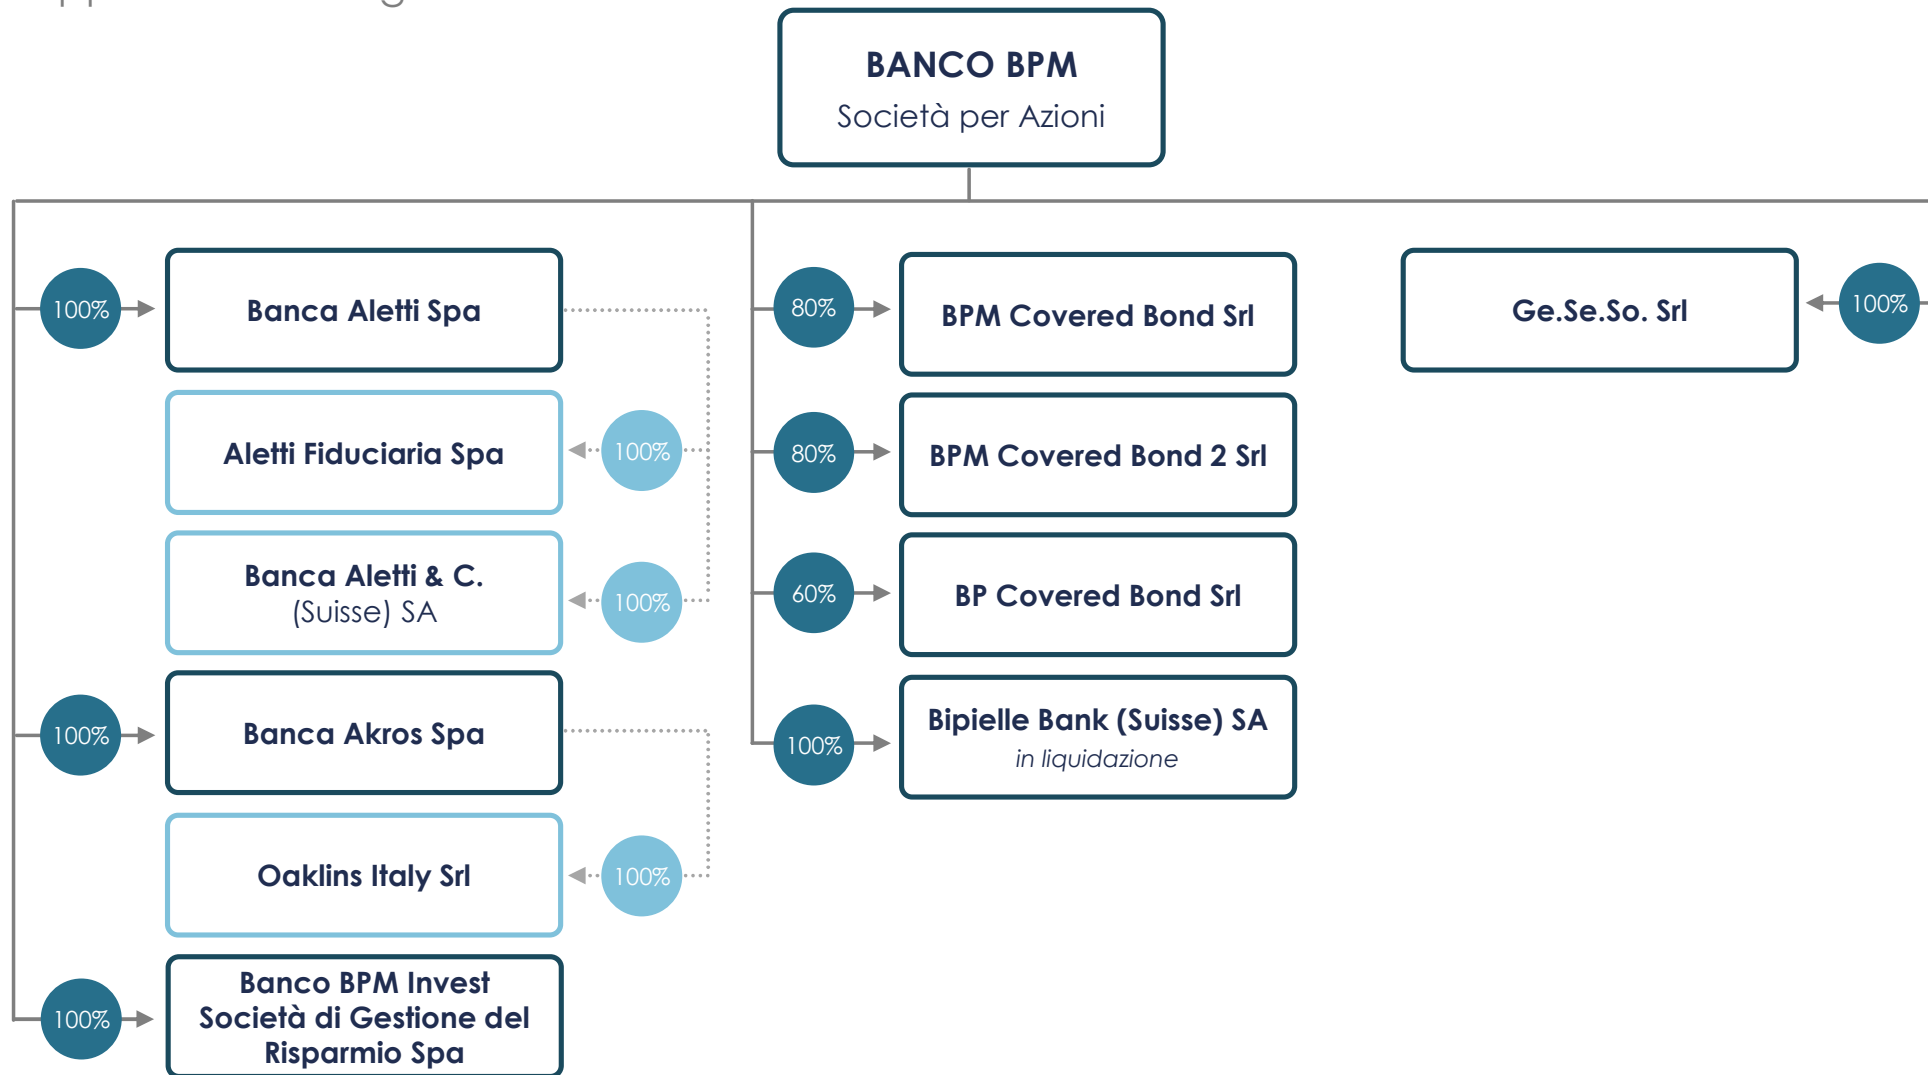 BANCO BPM
Società per Azioni
100%
Banca Aletti Spa
Aletti Fiduciaria Spa
100%
Banca Aletti & C.
(Suisse) SA
100%
100%
Banca Akros Spa
Oaklins Italy Srl
100%
100%
Banco BPM Invest
Società di Gestione del
Risparmio Spa
80%
BPM Covered Bond Srl
80%
BPM Covered Bond 2 Srl
60%
BP Covered Bond Srl
100%
Bipielle Bank (Suisse) SA
in liquidazione
Ge.Se.So. Srl
100%